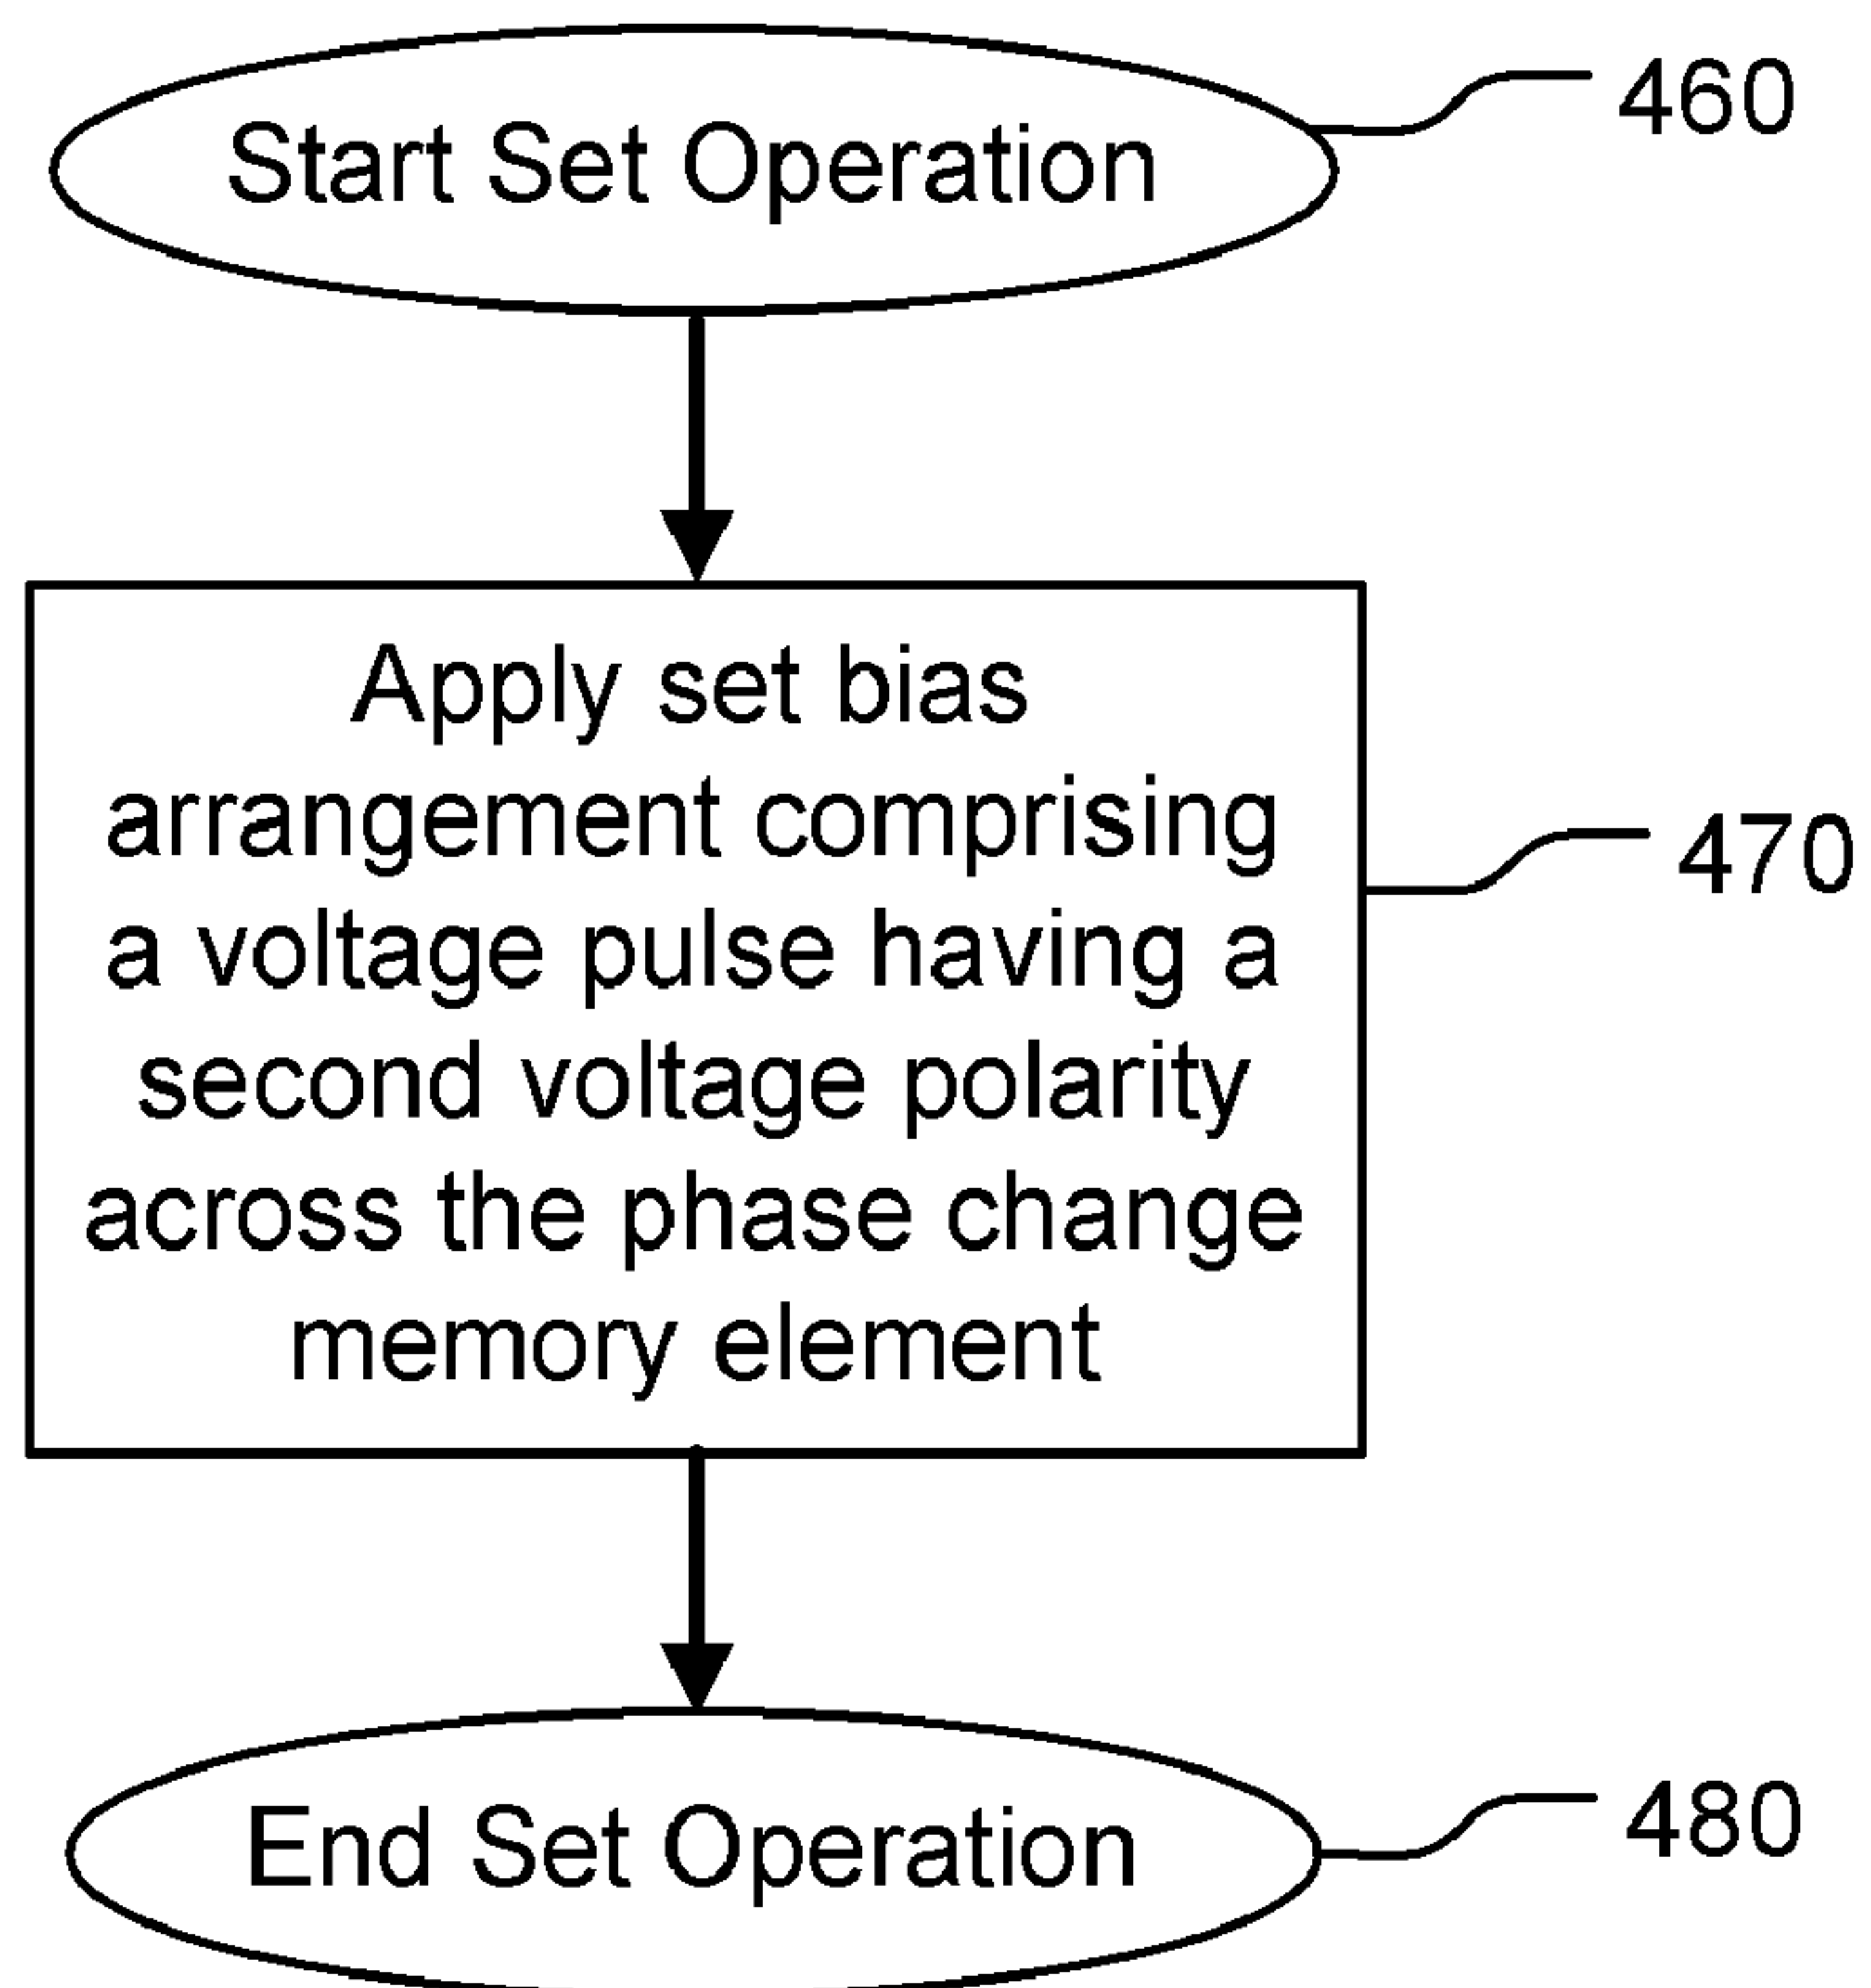 Start Set Operation
460
Apply set bias
arrangement comprising
a voltage pulse having a
second voltage polarity
across the phase change
memory element
470
End Set Operation
480